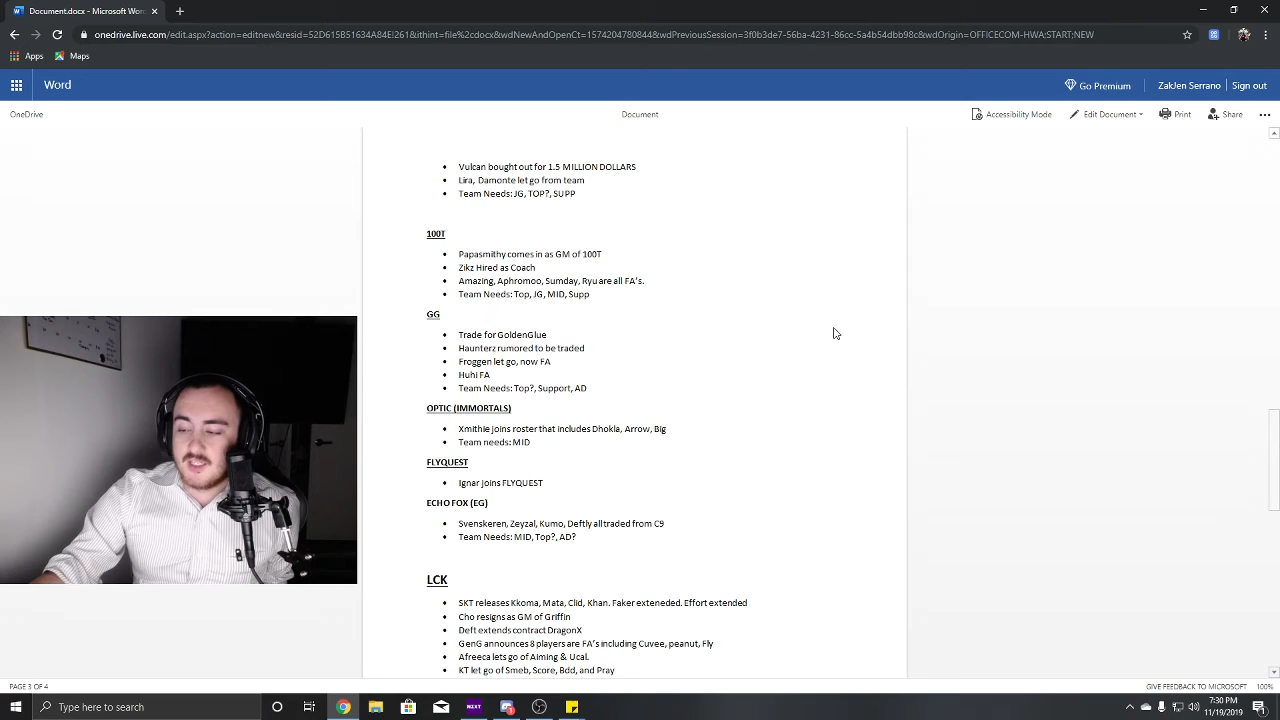 Document.docx - Microsoft Wor
onedrive.live.com/edit.aspx?action=editnew&resid=52D615B51634A84E!261&ithint=file%2cdocx&wdNewAndOpenCt=1574204780844&wdPreviousSession=3f0b3de7-56ba-4231-86cc-5a4b54dbb98c&wdOrigin=OFFICECOM-HWA;START;NEW
Apps Maps
Word Go Premium ZakJen Serrano Sign out
OneDrive Document Accessibility Mode Edit Document Print Share
• Vulcan bought out for 1.5 MILLION DOLLARS
• Lira, Damonte let go from team
• Team Needs: JG, TOP?, SUPP
100T
• Papasmithy comes in as GM of 100T
• Zikz Hired as Coach
• Amazing, Aphromoo, Sumday, Ryu are all FA's.
• Team Needs: Top, JG, MID, Supp
GG
• Trade for GoldenGlue
• Haunterz rumored to be traded
• Froggen let go, now FA
• Huhi FA
• Team Needs: Top?, Support, AD
OPTIC (IMMORTALS)
• Xmithie joins roster that includes Dhokla, Arrow, Big
• Team needs: MID
FLYQUEST
• Ignar joins FLYQUEST
ECHO FOX (EG)
• Svenskeren, Zeyzal, Kumo, Deftly all traded from C9
• Team Needs: MID, Top?, AD?
LCK
• SKT releases Kkoma, Mata, Clid, Khan. Faker exteneded. Effort extended
• Cho resigns as GM of Griffin
• Deft extends contract DragonX
• GenG announces 8 players are FA's including Cuvee, peanut, Fly
• Afreeca lets go of Aiming & Ucal.
• KT let go of Smeb, Score, Bdd, and Pray
PAGE 3 OF 4 GIVE FEEDBACK TO MICROSOFT 100%
Type here to search
7:30 PM
11/19/2019